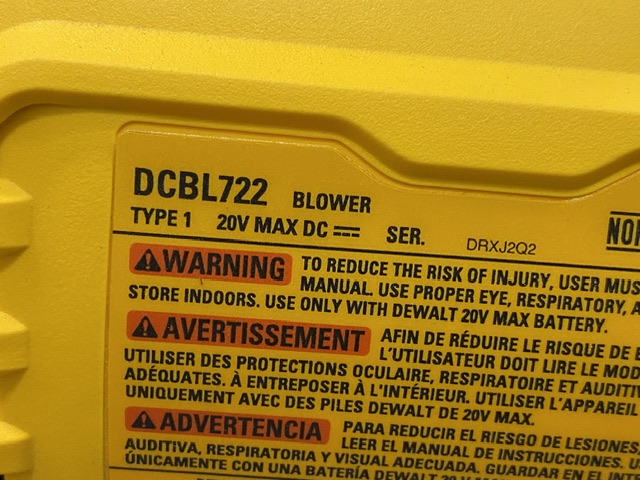 DCBL722 BLOWER
TYPE 1 20V MAX DC SER. DRXJ2Q2
WARNING TO REDUCE THE RISK OF INJURY, USER
MANUAL. USE PROPER EYE, RESPIRATORY,
STORE INDOORS. USE ONLY WITH DEWALT 20V MAX BATTERY.
AVERTISSEMENT AFIN DE RÉDUIRE LE RISQUE DE
L'UTILISATEUR DOIT LIRE LE
UTILISER DES PROTECTIONS OCULAIRE, RESPIRATOIRE ET
ADÉQUATES. À ENTREPOSER À L'INTÉRIEUR. UTILISER L'APPAREIL
UNIQUEMENT AVEC DES PILES DEWALT DE 20V MAX.
ADVERTENCIA PARA REDUCIR EL RIESGO DE LESIONES,
LEER EL MANUAL DE INSTRUCCIONES.
AUDITIVA, RESPIRATORIA Y VISUAL ADECUADA. GUARDAR EN EL
ÚNICAMENTE CON UNA BATERÍA DEWALT 20 V